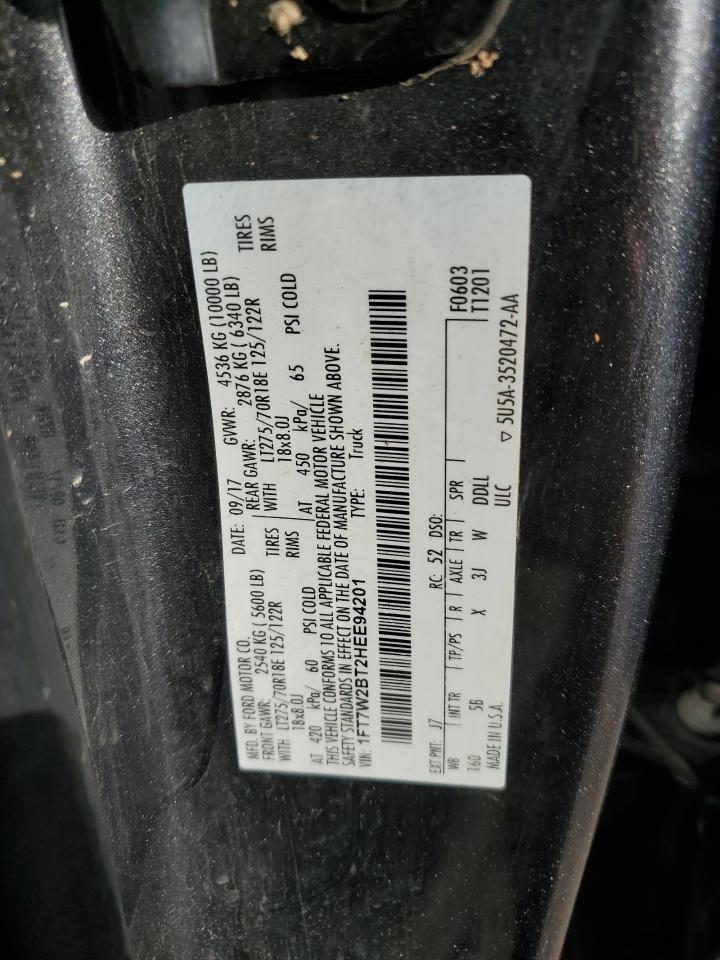 MFD. BY FORD MOTOR CO.
DATE: 09/17 GVWR: 4536 KG (10000 LB)
FRONT GAWR: 2540 KG ( 5600 LB) REAR GAWR: 2876 KG ( 6340 LB)
WITH LT275/70R18E 125/122R TIRES WITH LT275/70R18E 125/122R TIRES
18x8.0J RIMS 18x8.0J RIMS
AT 420 kPa/ 60 PSI COLD AT 450 kPa/ 65 PSI COLD
THIS VEHICLE CONFORMS TO ALL APPLICABLE FEDERAL MOTOR VEHICLE
SAFETY STANDARDS IN EFFECT ON THE DATE OF MANUFACTURE SHOWN ABOVE.
VIN: 1FT7W2BT2HEE94201 TYPE: Truck
EXT PNT: J7 RC: 52 DSO: F0603
WB INT TR TP/PS R AXLE TR SPR T1201
160 5B X 3J W DDLL
MADE IN U.S.A. ULC ▽ 5U5A-3520472-AA